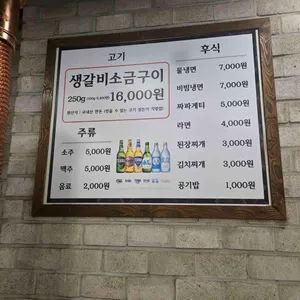 고기
생갈비소금구이
250g 16,000원
주류
소주 5,000원
맥주 5,000원
음료 2,000원
후식
물냉면 7,000원
비빔냉면 7,000원
짜파게티 5,000원
라면 4,000원
된장찌개 3,000원
김치찌개 3,000원
공기밥 1,000원